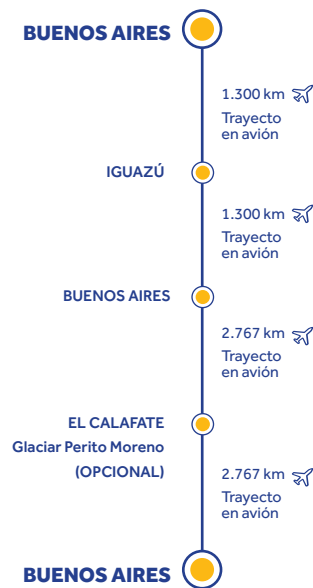 BUENOS AIRES
1.300 km
Trayecto
en avión
IGUAZÚ
1.300 km
Trayecto
en avión
BUENOS AIRES
2.767 km
Trayecto
en avión
EL CALAFATE
Glaciar Perito Moreno
(OPCIONAL)
2.767 km
Trayecto
en avión
BUENOS AIRES